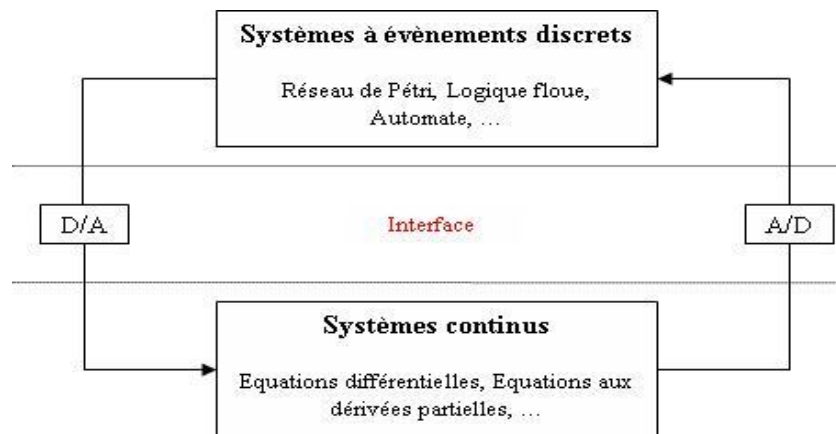 Systèmes à évènements discrets
Réseau de Pétri, Logique floue,
Automate, ...
D/A
Interface
A/D
Systèmes continus
Equations différentielles, Equations aux
dérivées partielles, ...